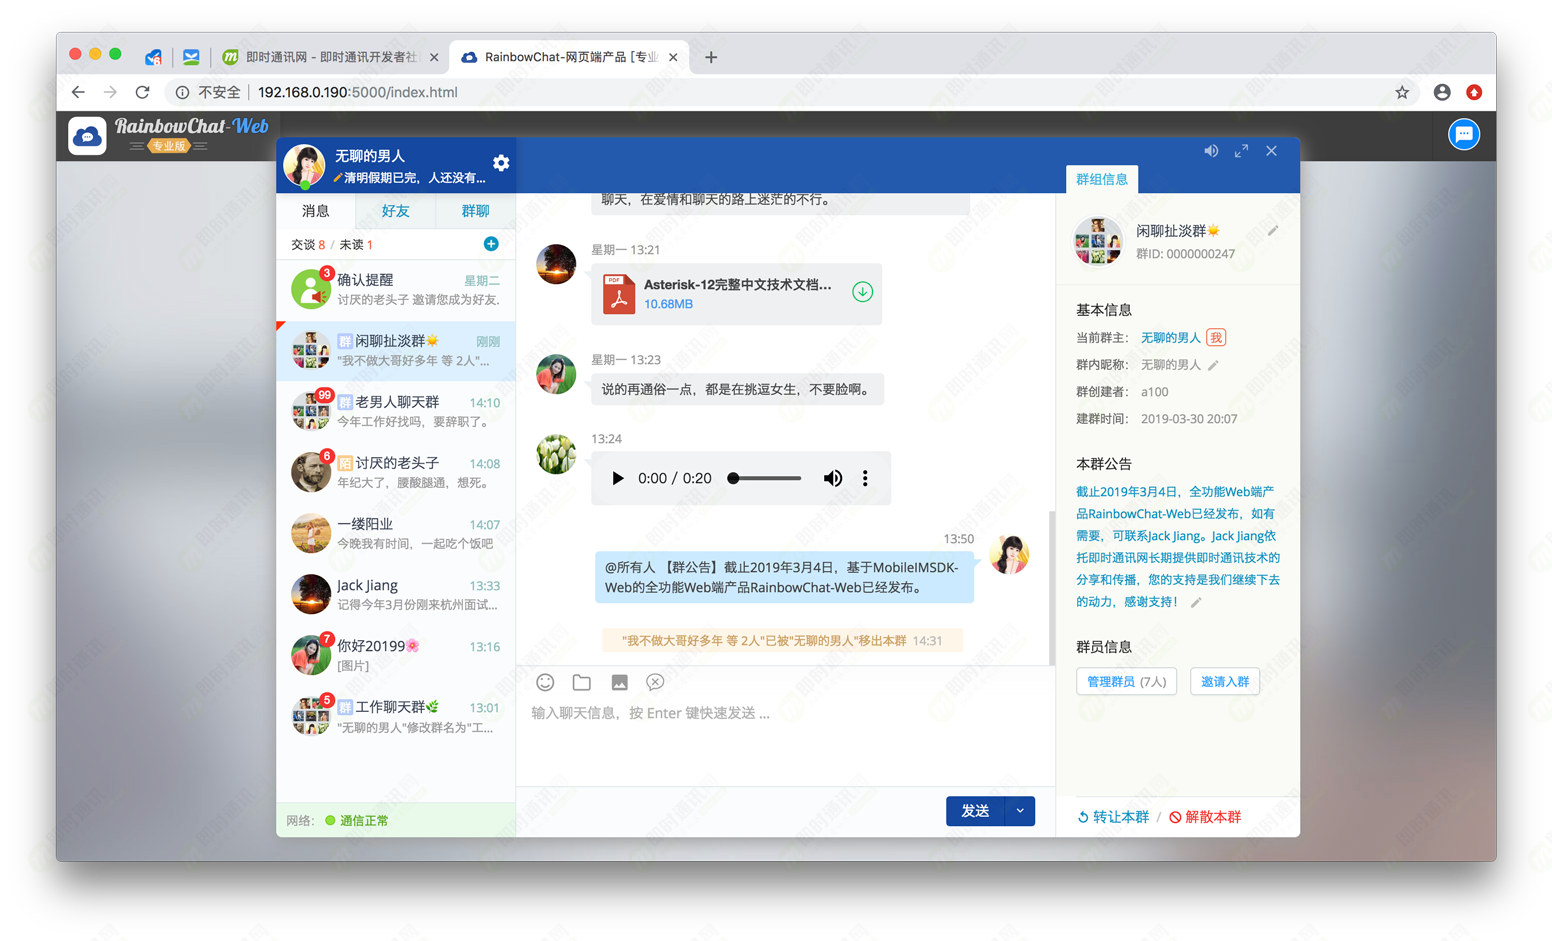 即时通讯网 - 即时通讯开发者社
RainbowChat-网页端产品 [专业
不安全
192.168.0.190:5000/index.html
RainbowChat-Web
专业版
无聊的男人
清明假期已完，人还没有...
消息
好友
群聊
交谈 8 / 未读 1
3
确认提醒
星期二
讨厌的老头子 邀请您成为好友.
群 闲聊扯淡群
刚刚
"我不做大哥好多年 等 2人"...
99
群 老男人聊天群
14:10
今年工作好找吗，要辞职了。
6
陌 讨厌的老头子
14:08
年纪大了，腰酸腿通，想死。
一缕阳业
14:07
今晚我有时间，一起吃个饭吧
Jack Jiang
13:33
记得今年3月份刚来杭州面试...
7
你好20199🌸
13:16
[图片]
5
群 工作聊天群🌿
13:01
"无聊的男人"修改群名为"工...
网络：
通信正常
聊天，在爱情和聊天的路上迷茫的不行。
星期一 13:21
PDF
Asterisk-12完整中文技术文档...
10.68MB
星期一 13:23
说的再通俗一点，都是在挑逗女生，不要脸啊。
13:24
0:00 / 0:20
13:50
@所有人 【群公告】截止2019年3月4日，基于MobileIMSDK-
Web的全功能Web端产品RainbowChat-Web已经发布。
"我不做大哥好多年 等 2人"已被"无聊的男人"移出本群 14:31
输入聊天信息，按 Enter 键快速发送 ...
发送
群组信息
闲聊扯淡群☀️
群ID: 0000000247
基本信息
当前群主： 无聊的男人 我
群内昵称： 无聊的男人
群创建者： a100
建群时间： 2019-03-30 20:07
本群公告
截止2019年3月4日，全功能Web端产
品RainbowChat-Web已经发布，如有
需要，可联系Jack Jiang。Jack Jiang依
托即时通讯网长期提供即时通讯技术的
分享和传播，您的支持是我们继续下去
的动力，感谢支持！
群员信息
管理群员 (7人)
邀请入群
转让本群 / 解散本群